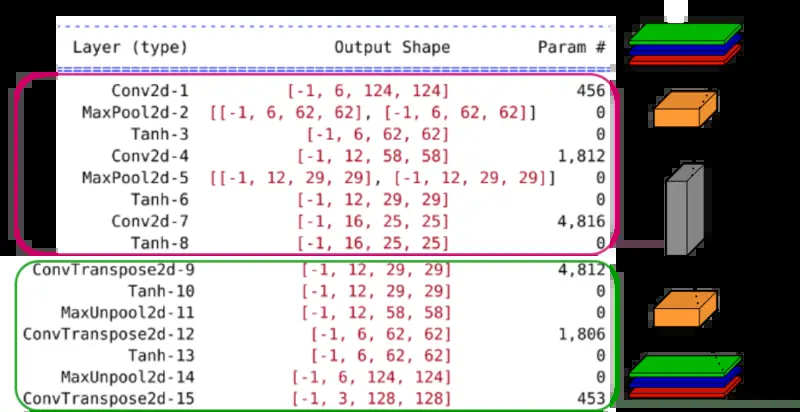 Layer (type) Output Shape Param #
Conv2d-1 [-1, 6, 124, 124] 456
MaxPool2d-2 [[-1, 6, 62, 62], [-1, 6, 62, 62]] 0
Tanh-3 [-1, 6, 62, 62] 0
Conv2d-4 [-1, 12, 58, 58] 1,812
MaxPool2d-5 [[-1, 12, 29, 29], [-1, 12, 29, 29]] 0
Tanh-6 [-1, 12, 29, 29] 0
Conv2d-7 [-1, 16, 25, 25] 4,816
Tanh-8 [-1, 16, 25, 25] 0
ConvTranspose2d-9 [-1, 12, 29, 29] 4,812
Tanh-10 [-1, 12, 29, 29] 0
MaxUnpool2d-11 [-1, 12, 58, 58] 0
ConvTranspose2d-12 [-1, 6, 62, 62] 1,806
Tanh-13 [-1, 6, 62, 62] 0
MaxUnpool2d-14 [-1, 6, 124, 124] 0
ConvTranspose2d-15 [-1, 3, 128, 128] 453